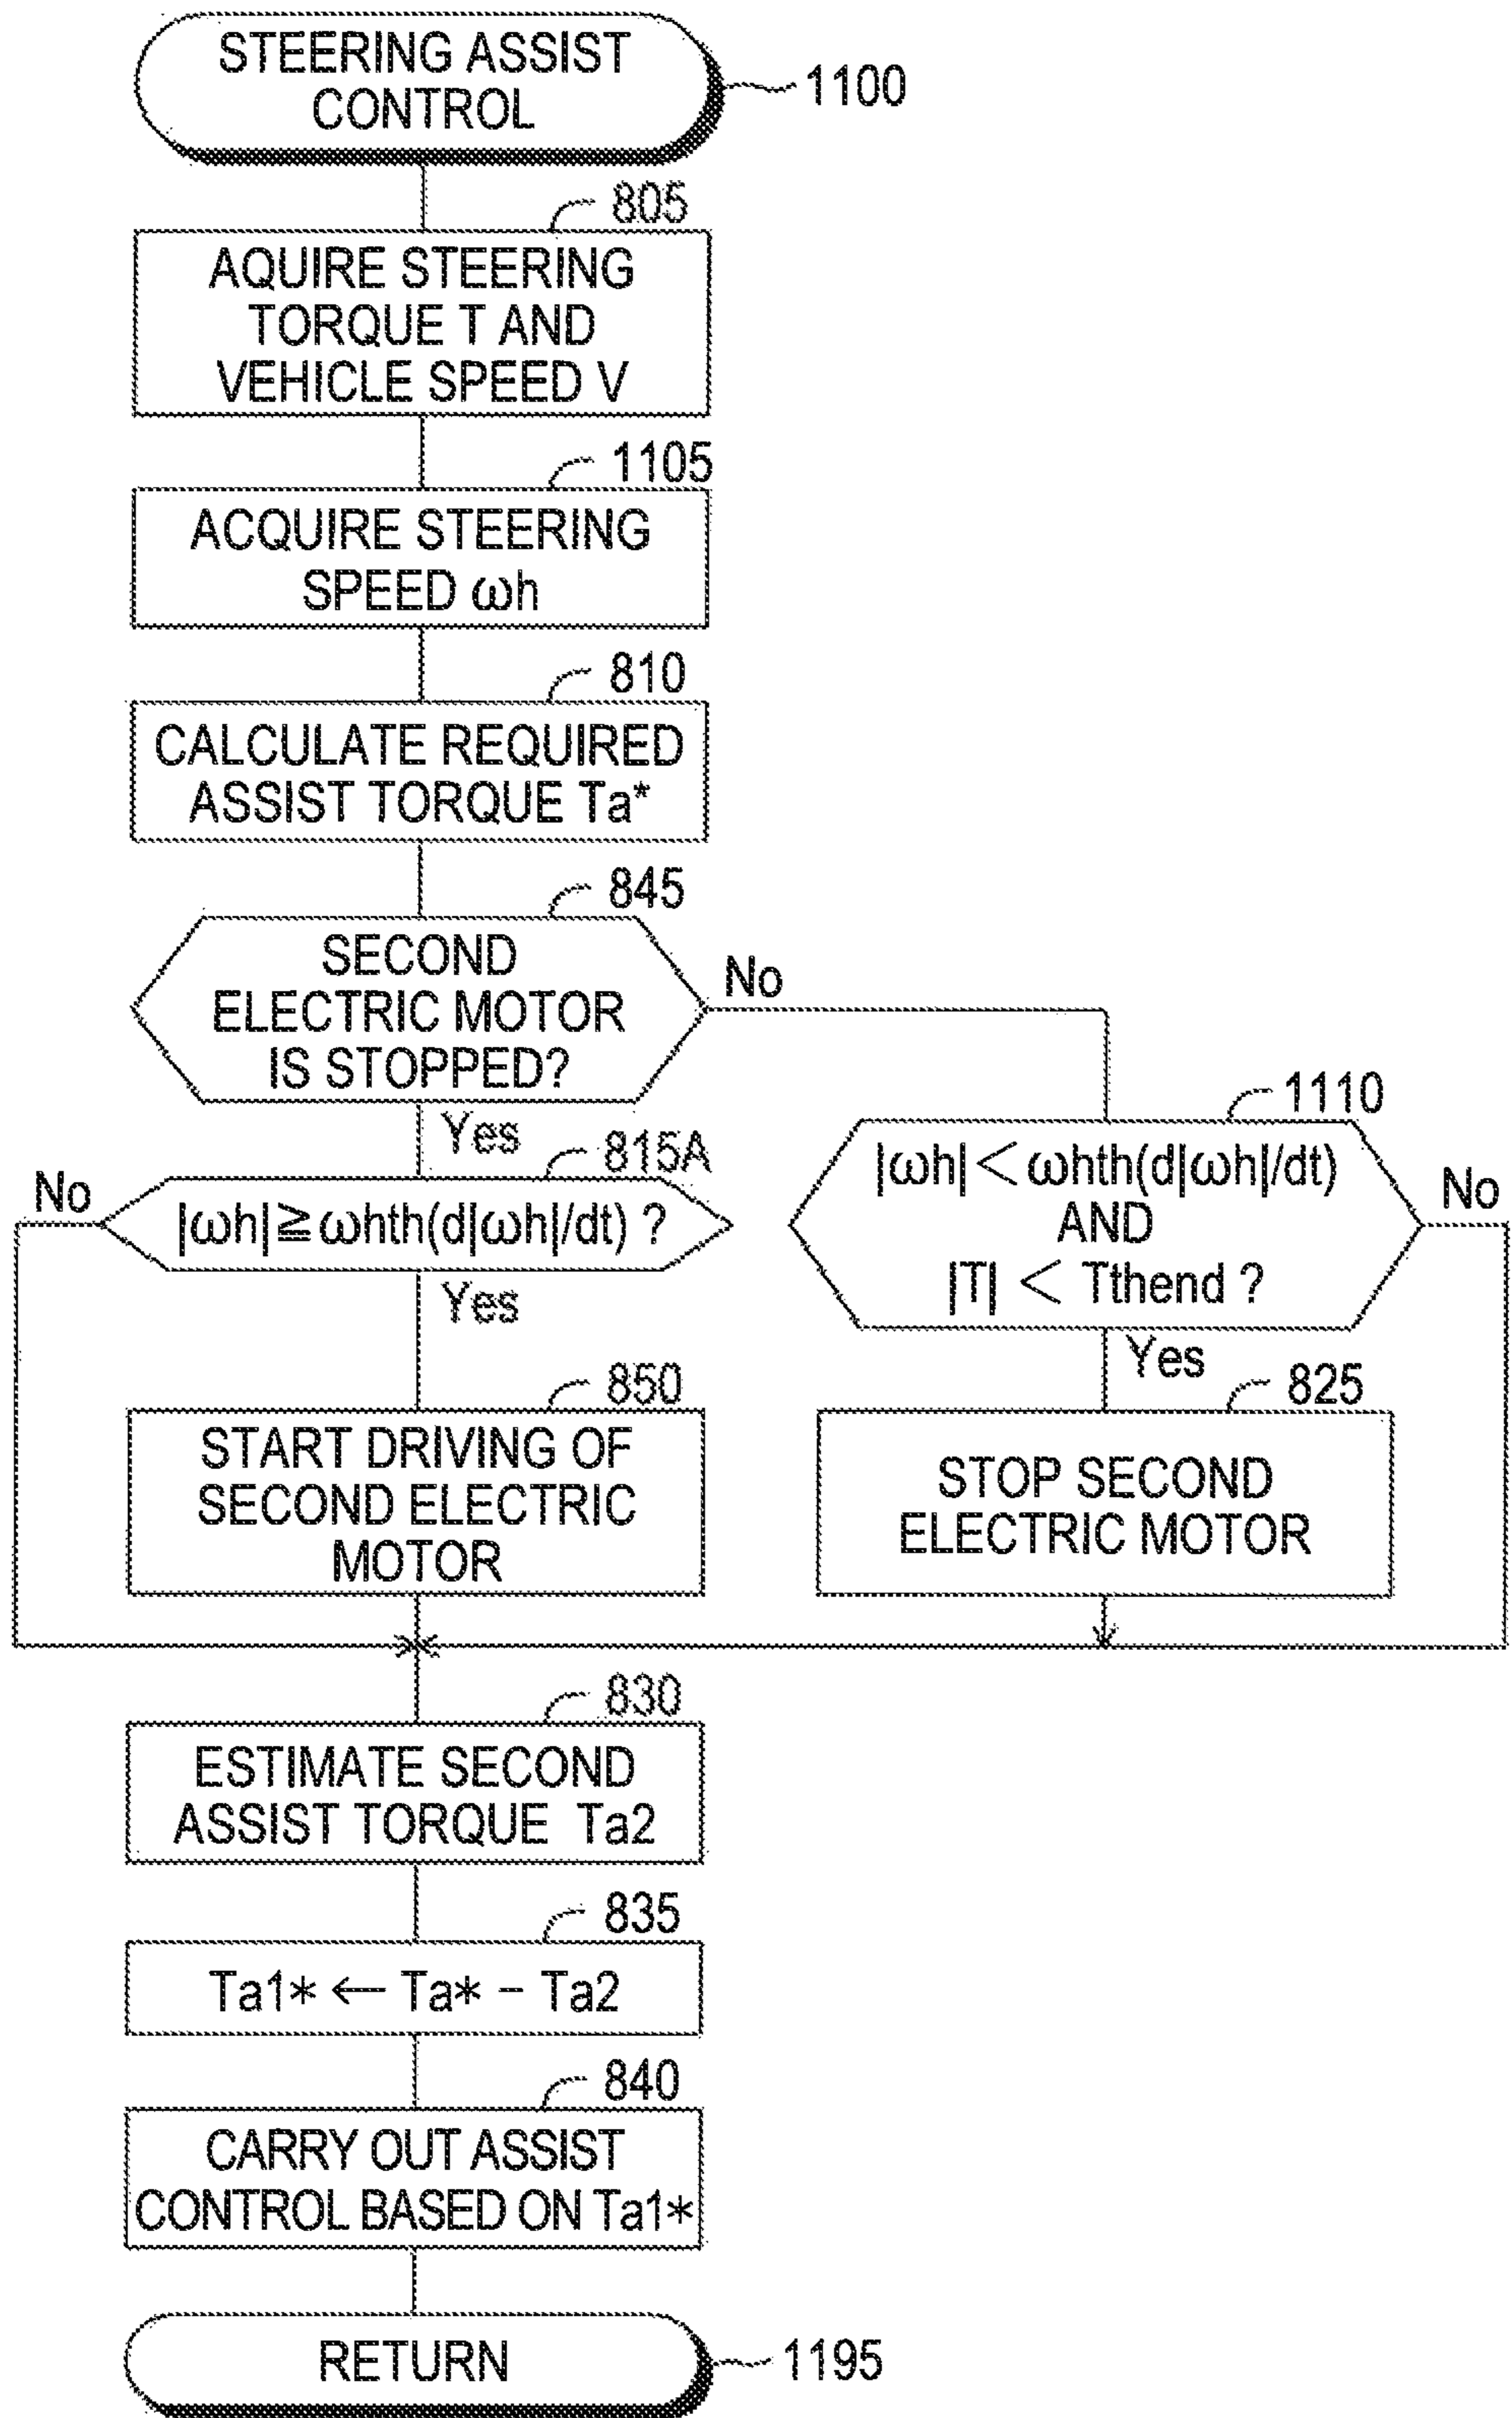 STEERING ASSIST
CONTROL
1100
805
AQUIRE STEERING
TORQUE T AND
VEHICLE SPEED V
1105
ACQUIRE STEERING
SPEED ωh
810
CALCULATE REQUIRED
ASSIST TORQUE Ta*
845
SECOND
ELECTRIC MOTOR
IS STOPPED?
No
Yes
815A
No
|ωh|≧ωhth(d|ωh|/dt) ?
Yes
1110
|ωh|<ωhth(d|ωh|/dt)
AND
|T| < Tthend ?
No
Yes
850
START DRIVING OF
SECOND ELECTRIC
MOTOR
825
STOP SECOND
ELECTRIC MOTOR
830
ESTIMATE SECOND
ASSIST TORQUE Ta2
835
Ta1* ← Ta* − Ta2
840
CARRY OUT ASSIST
CONTROL BASED ON Ta1*
RETURN
1195